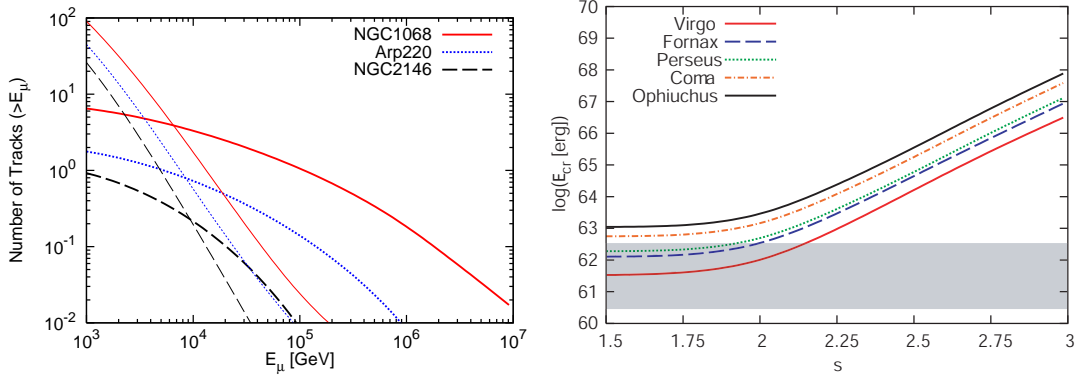 Number of Tracks (>E_μ)
10^2
10^1
10^0
10^-1
10^-2
10^3
10^4
10^5
10^6
10^7
E_μ [GeV]
NGC1068
Arp220
NGC2146
log(E_cr [erg])
70
69
68
67
66
65
64
63
62
61
60
1.5
1.75
2
2.25
2.5
2.75
3
s
Virgo
Fornax
Perseus
Coma
Ophiuchus